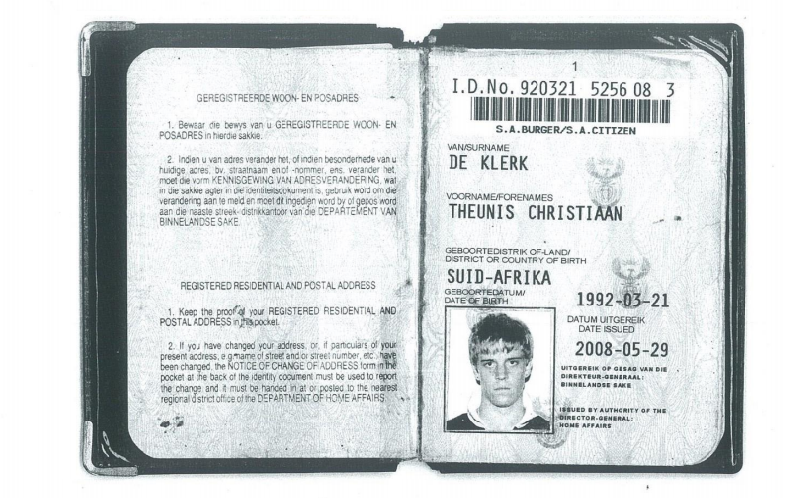 GEREGISTREERDE WOON- EN POSADRES
1. Bewaar die bewys van u GEREGISTREERDE WOON- EN
POSADRES in hierdie sakkie.
2. Indien u van adres verander het, of indien besonderhede van u
huidige adres, bv. straatnaam en/of -nommer, ens. verander het,
moet die vorm KENNISGEWING VAN ADRESVERANDERING, wat
in die sakkie agter in die identiteitsdokument is, gebruik word om die
verandering aan te meld en moet dit ingedien word by of gepos word
aan die naaste streek-/distrikkantoor van die DEPARTEMENT VAN
BINNELANDSE SAKE.
REGISTERED RESIDENTIAL AND POSTAL ADDRESS
1. Keep the proof of your REGISTERED RESIDENTIAL AND
POSTAL ADDRESS in this pocket.
2. If you have changed your address, or, if particulars of your
present address, e.g. name of street and or street number, etc., have
been changed, the NOTICE OF CHANGE OF ADDRESS form in the
pocket at the back of the identity document must be used to report
the change and it must be handed in at or posted to the nearest
regional district office of the DEPARTMENT OF HOME AFFAIRS.
1
I.D.No. 920321 5256 08 3
S.A.BURGER/S.A.CITIZEN
VAN/SURNAME
DE KLERK
VOORNAME/FORENAMES
THEUNIS CHRISTIAAN
GEBOORTEDISTRIK OF-LAND/
DISTRICT OR COUNTRY OF BIRTH
SUID-AFRIKA
GEBOORTEDATUM/
DATE OF BIRTH
1992-03-21
DATUM UITGEREIK
DATE ISSUED
2008-05-29
UITGEREIK OP GESAG VAN DIE
DIREKTEUR-GENERAAL:
BINNELANDSE SAKE
ISSUED BY AUTHORITY OF THE
DIRECTOR-GENERAL:
HOME AFFAIRS